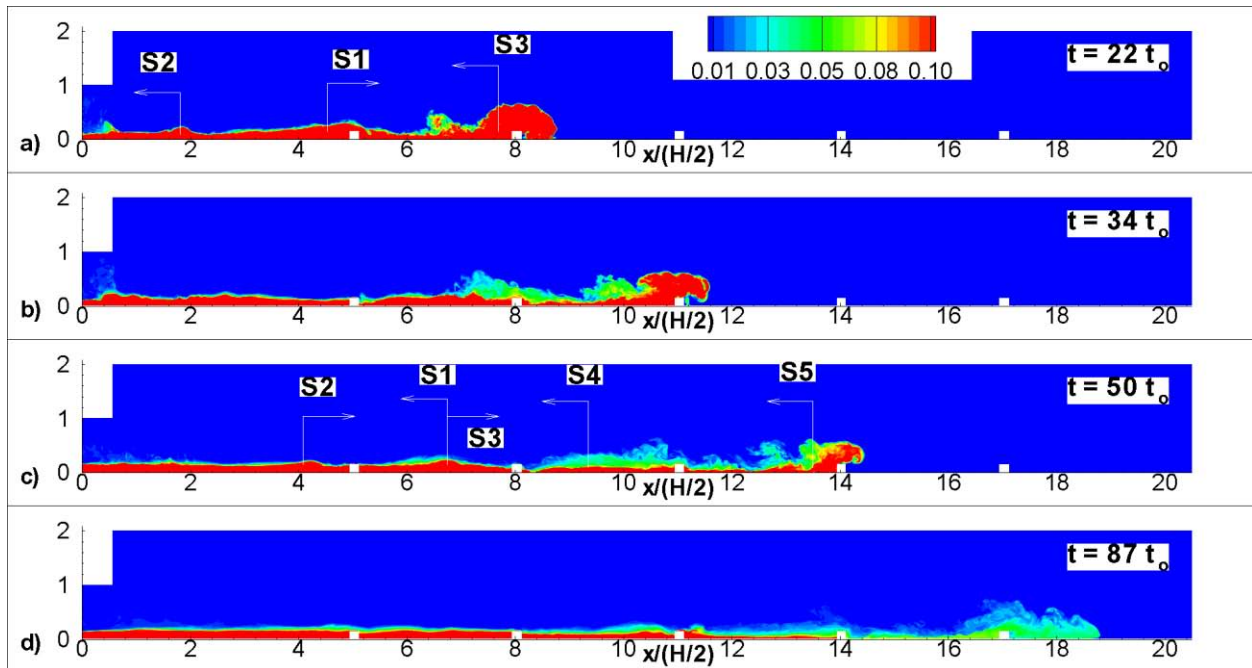 2
S3
0.01 0.03 0.05 0.08 0.10
t = 22 t₀
S2
S1
1
a)
0
0 2 4 6 8 10 12 14 16 18 20
x/(H/2)
2
t = 34 t₀
1
b)
0
0 2 4 6 8 10 12 14 16 18 20
x/(H/2)
2
S2
S1
S4
S5
t = 50 t₀
1
S3
c)
0
0 2 4 6 8 10 12 14 16 18 20
x/(H/2)
2
t = 87 t₀
1
d)
0
0 2 4 6 8 10 12 14 16 18 20
x/(H/2)